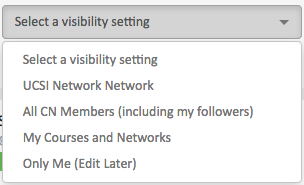 Select a visibility setting
Select a visibility setting
UCSI Network Network
All CN Members (including my followers)
My Courses and Networks
Only Me (Edit Later)